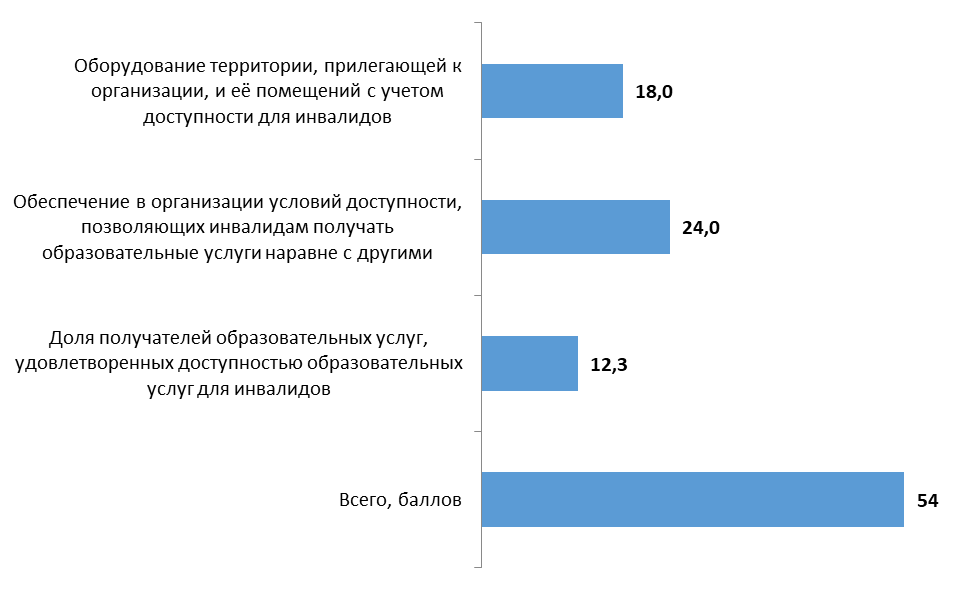 Оборудование территории, прилегающей к
организации, и её помещений с учетом
доступности для инвалидов
18,0
Обеспечение в организации условий доступности,
позволяющих инвалидам получать
образовательные услуги наравне с другими
24,0
Доля получателей образовательных услуг,
удовлетворенных доступностью образовательных
услуг для инвалидов
12,3
Всего, баллов
54